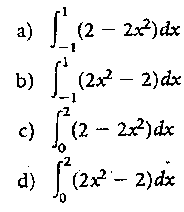 a) ∫_{-1}^{1} (2 − 2x²)dx
b) ∫_{-1}^{1} (2x² − 2)dx
c) ∫_{0}^{2} (2 − 2x²)dx
d) ∫_{0}^{2} (2x² − 2)dx